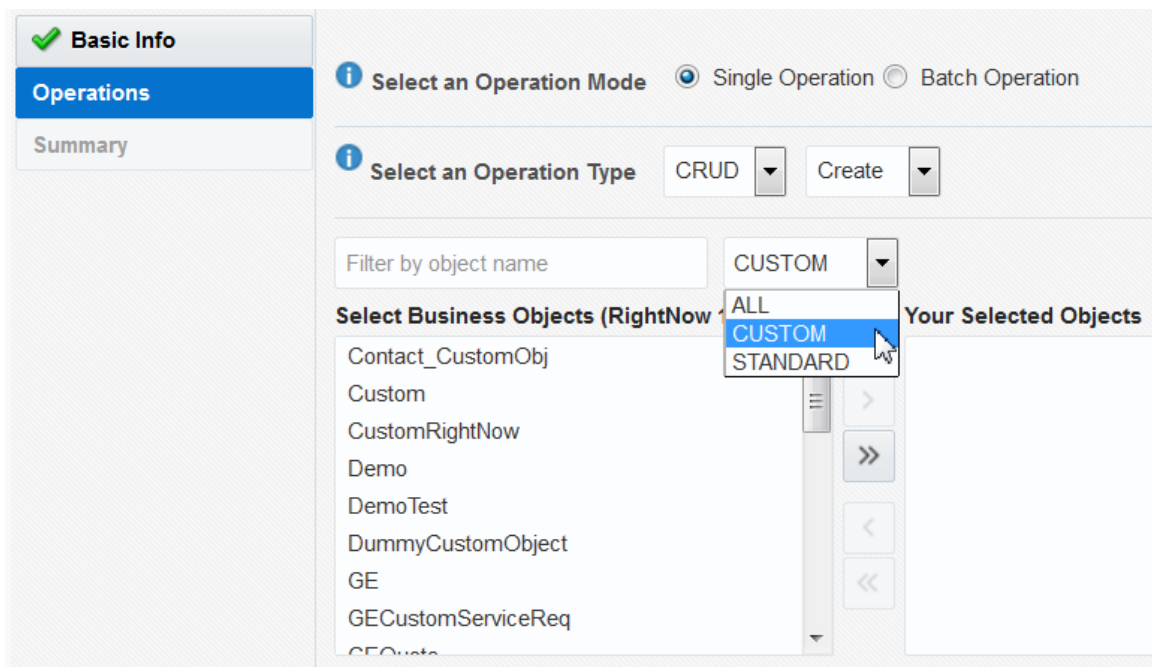 Basic Info
Operations
Summary
Select an Operation Mode Single Operation Batch Operation
Select an Operation Type CRUD Create
Filter by object name CUSTOM
ALL
CUSTOM
STANDARD
Select Business Objects (RightNow
Your Selected Objects
Contact_CustomObj
Custom
CustomRightNow
Demo
DemoTest
DummyCustomObject
GE
GECustomServiceReq